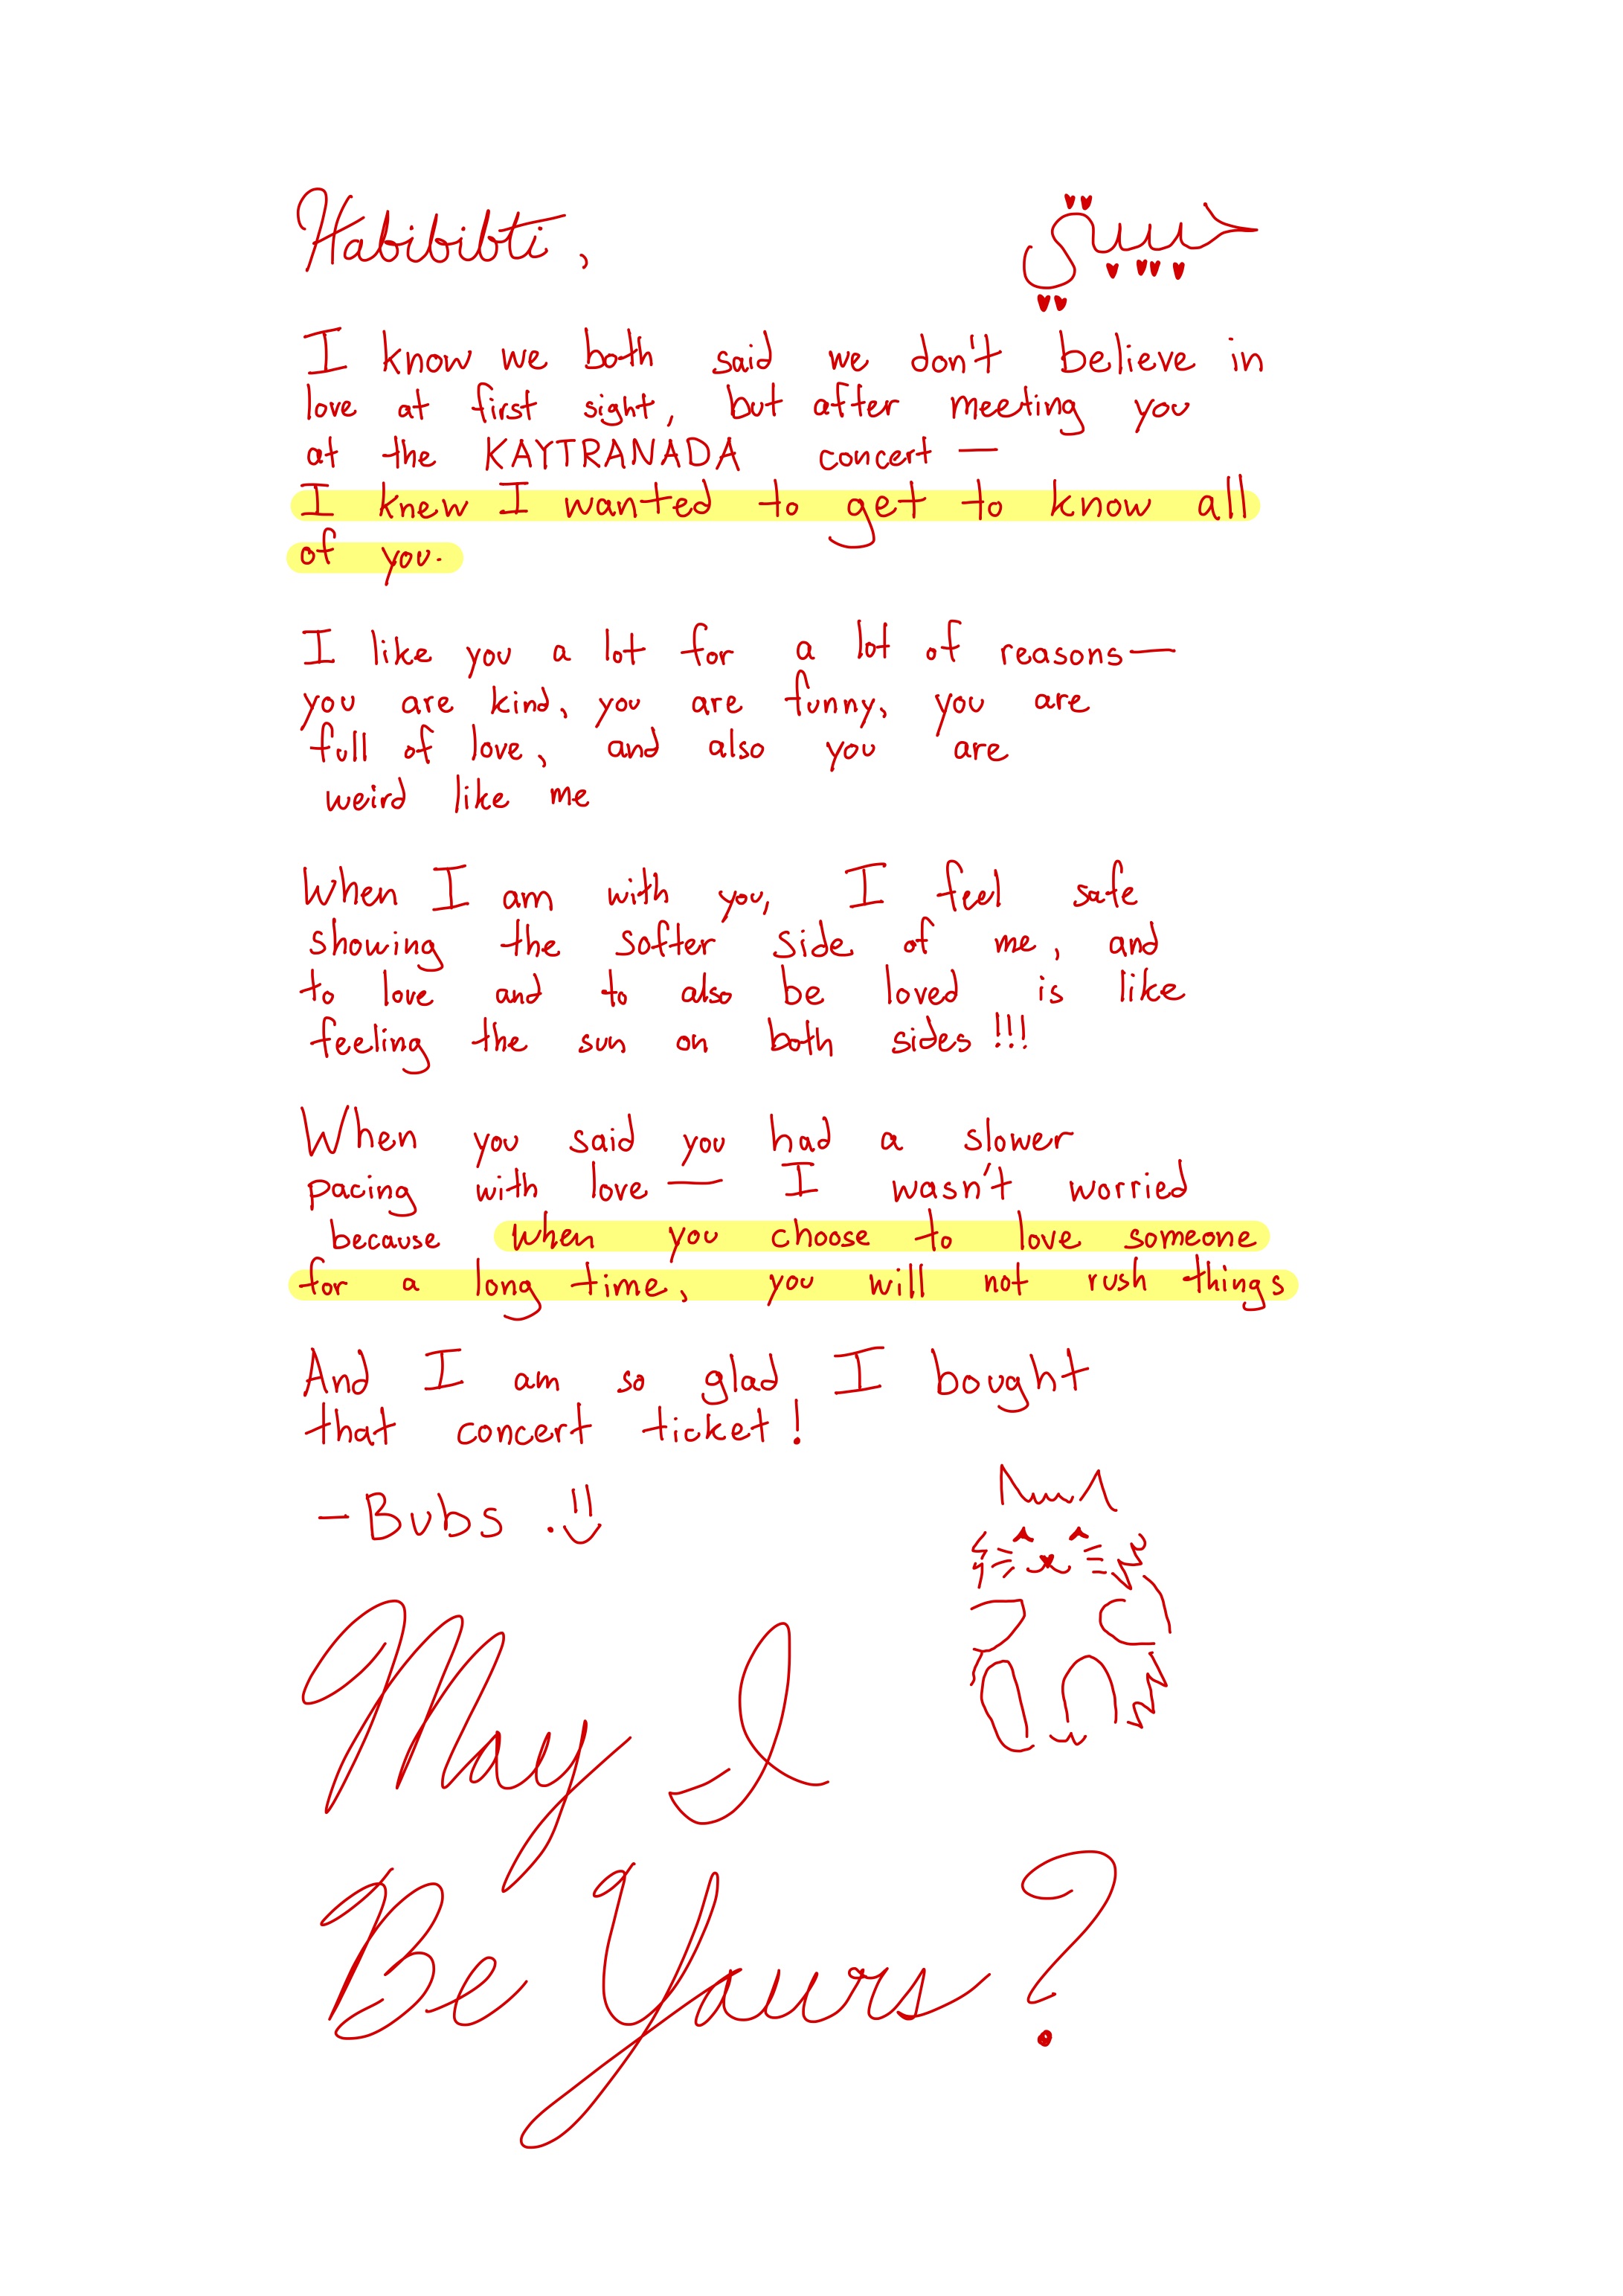 Habibibti,
حبيبتي
I know we both said we don't believe in
love at first sight, but after meeting you
at the KAYTRANADA concert —
I knew I wanted to get to know all
of you.
I like you a lot for a lot of reasons —
you are kind, you are funny, you are
full of love, and also you are
weird like me
When I am with you, I feel safe
showing the softer side of me, and
to love and to also be loved is like
feeling the sun on both sides!!!
When you said you had a slower
pacing with love — I wasn't worried
because when you choose to love someone
for a long time, you will not rush things
And I am so glad I bought
that concert ticket!
— Bubs. :)
May I
Be Yours?